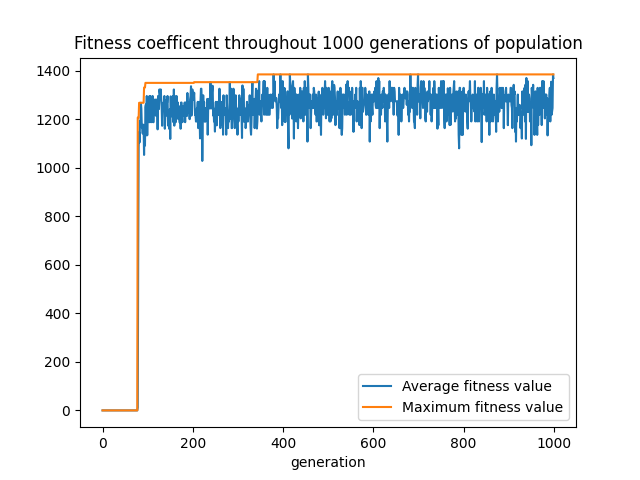 Fitness coefficent throughout 1000 generations of population
1400
1200
1000
800
600
400
200
0
Average fitness value
Maximum fitness value
0 200 400 600 800 1000
generation